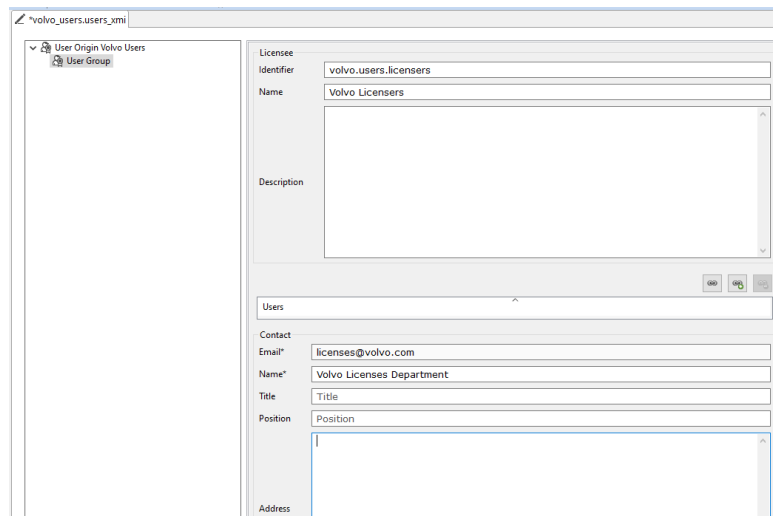 *volvo_users.users_xmi
User Origin Volvo Users
User Group
Licensee
Identifier volvo.users.licensers
Name Volvo Licensers
Description
Users
Contact
Email* licenses@volvo.com
Name* Volvo Licenses Department
Title Title
Position Position
Address